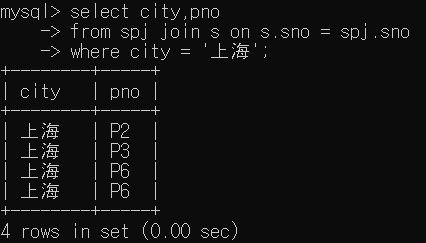 mysql> select city,pno
    -> from spj join s on s.sno = spj.sno
    -> where city = '上海';
+--------+-----+
| city   | pno |
+--------+-----+
| 上海   | P2  |
| 上海   | P3  |
| 上海   | P6  |
| 上海   | P6  |
+--------+-----+
4 rows in set (0.00 sec)